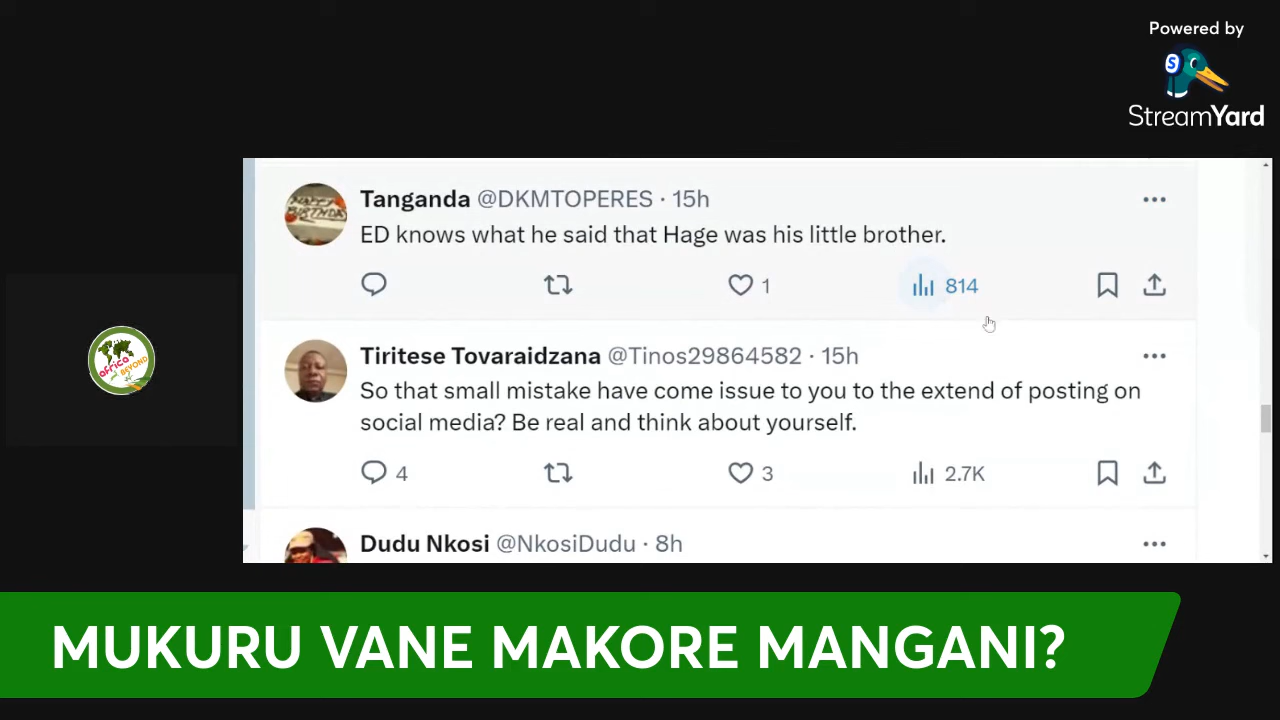 Powered by
StreamYard
Tanganda @DKMTOPERES · 15h
ED knows what he said that Hage was his little brother.
1
814
Tiritese Tovaraidzana @Tinos29864582 · 15h
So that small mistake have come issue to you to the extend of posting on
social media? Be real and think about yourself.
4
3
2.7K
Dudu Nkosi @NkosiDudu · 8h
MUKURU VANE MAKORE MANGANI?